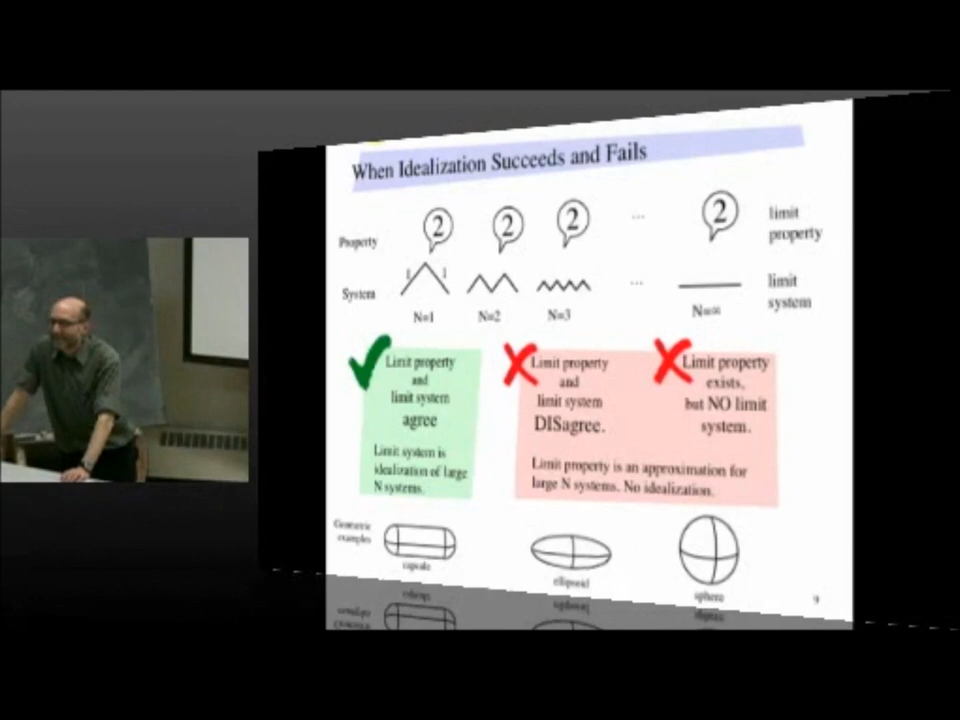 When Idealization Succeeds and Fails
Property
2 2 2 ... 2
limit
property
System
1 1
...
limit
system
N=1 N=2 N=3 N=∞
Limit property
and
limit system
agree
Limit system is
idealization of large
N systems.
Limit property
and
limit system
DISagree.
Limit property
exists,
but NO limit
system.
Limit property is an approximation for
large N systems. No idealization.
Geometric
examples
capsule
ellipsoid
sphere
9